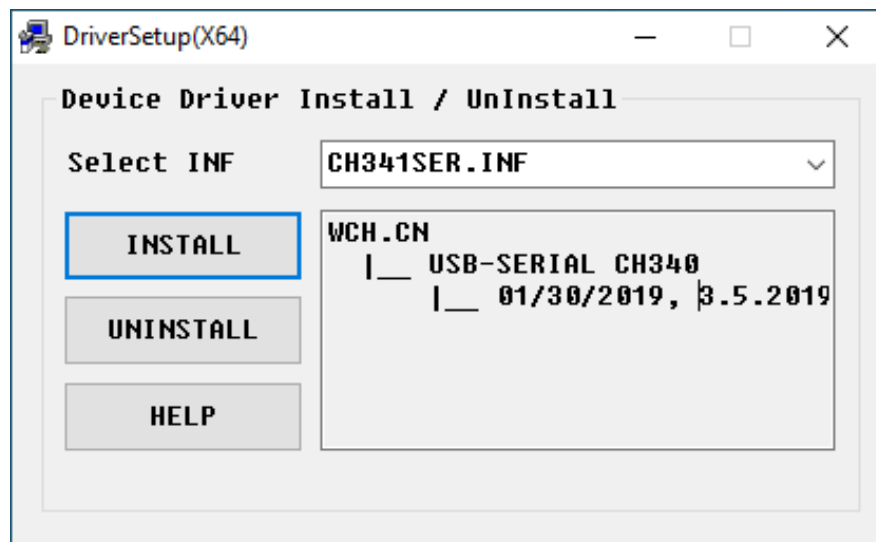 DriverSetup(X64)
Device Driver Install / UnInstall
Select INF
CH341SER.INF
INSTALL
WCH.CN
|__ USB-SERIAL CH340
|__ 01/30/2019, 3.5.2019
UNINSTALL
HELP